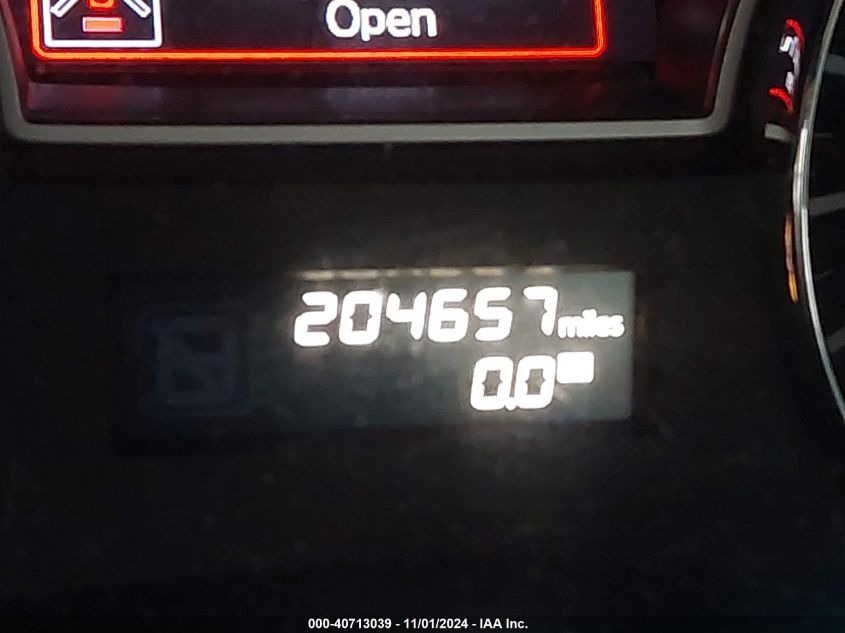 Open
204657 miles
0.0
000-40713039 - 11/01/2024 - IAA Inc.